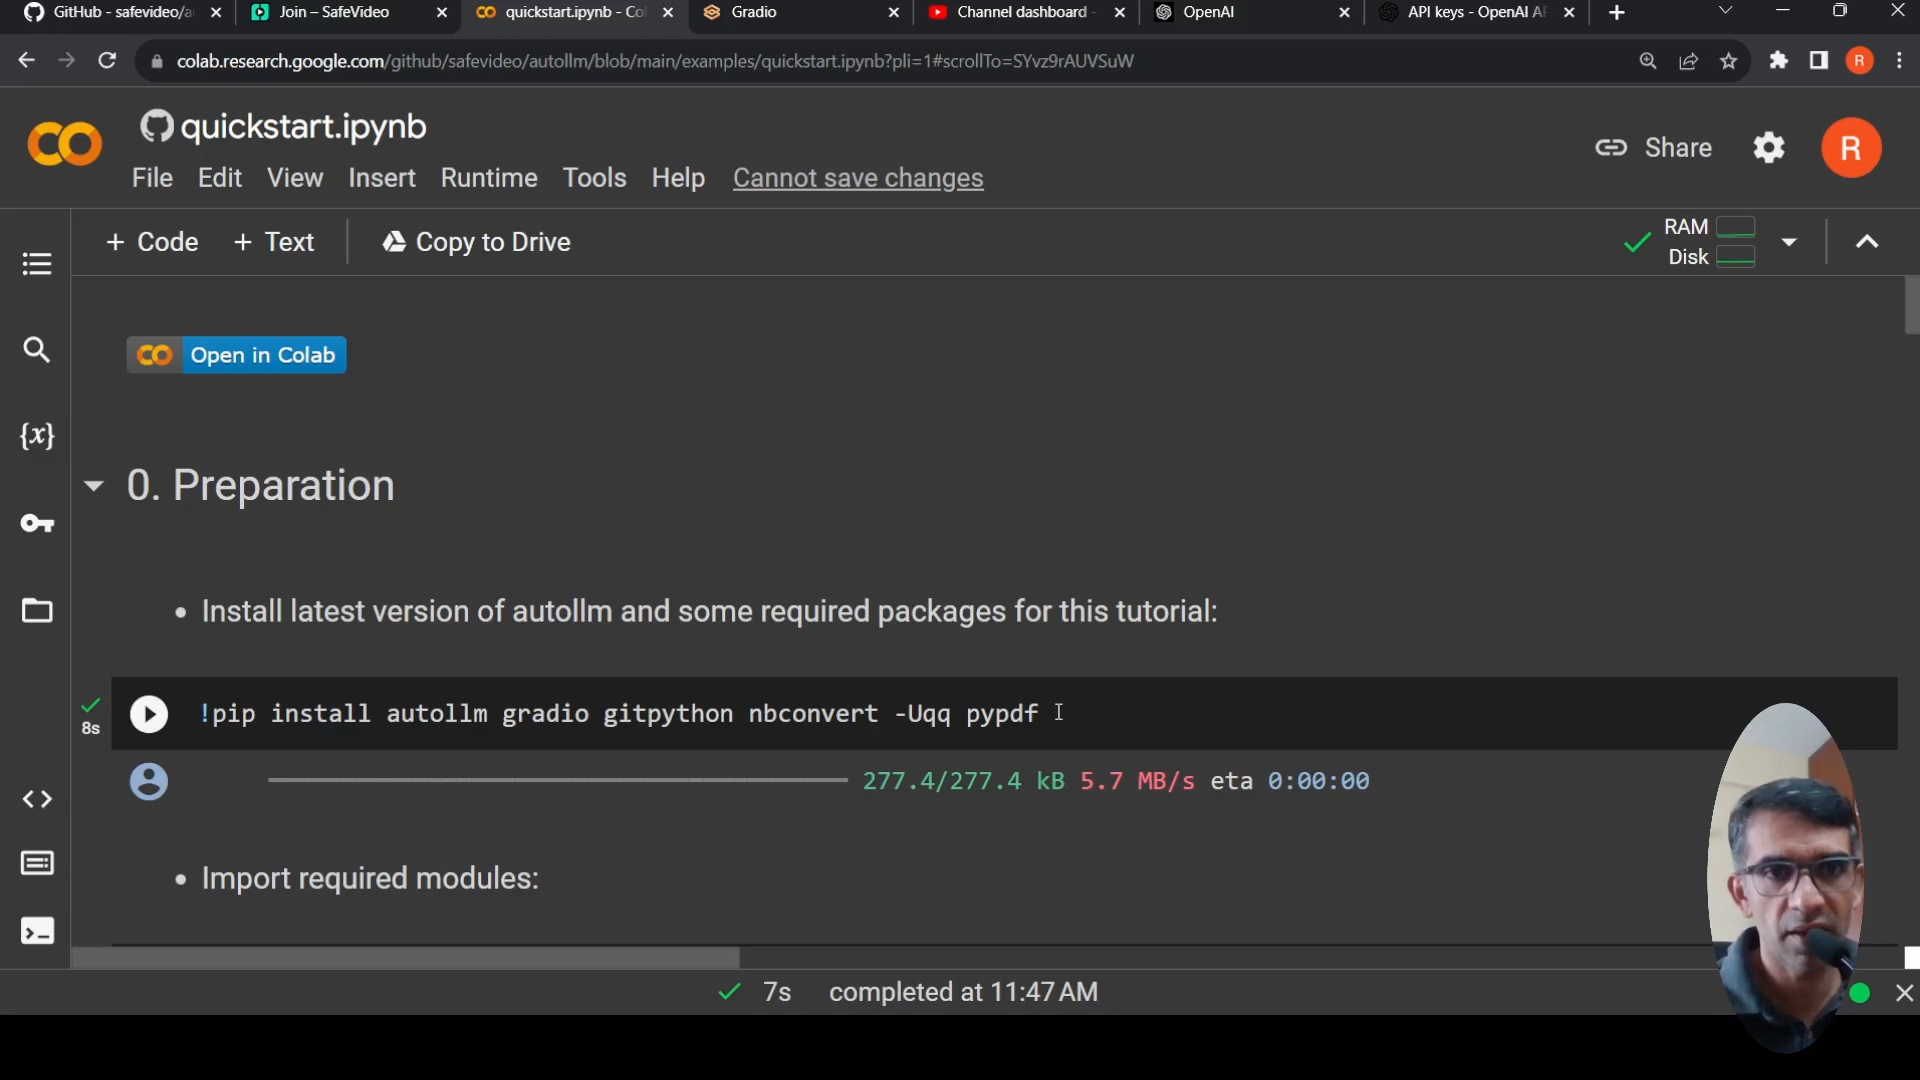 GitHub - safevideo/a
Join – SafeVideo
quickstart.ipynb - Co
Gradio
Channel dashboard -
OpenAI
API keys - OpenAI AP
colab.research.google.com/github/safevideo/autollm/blob/main/examples/quickstart.ipynb?pli=1#scrollTo=SYvz9rAUVSuW
R
CO quickstart.ipynb
File Edit View Insert Runtime Tools Help Cannot save changes
Share
R
+ Code + Text Copy to Drive
RAM
Disk
{x}
CO Open in Colab
0. Preparation
• Install latest version of autollm and some required packages for this tutorial:
8s
!pip install autollm gradio gitpython nbconvert -Uqq pypdf
277.4/277.4 kB 5.7 MB/s eta 0:00:00
• Import required modules:
7s completed at 11:47 AM